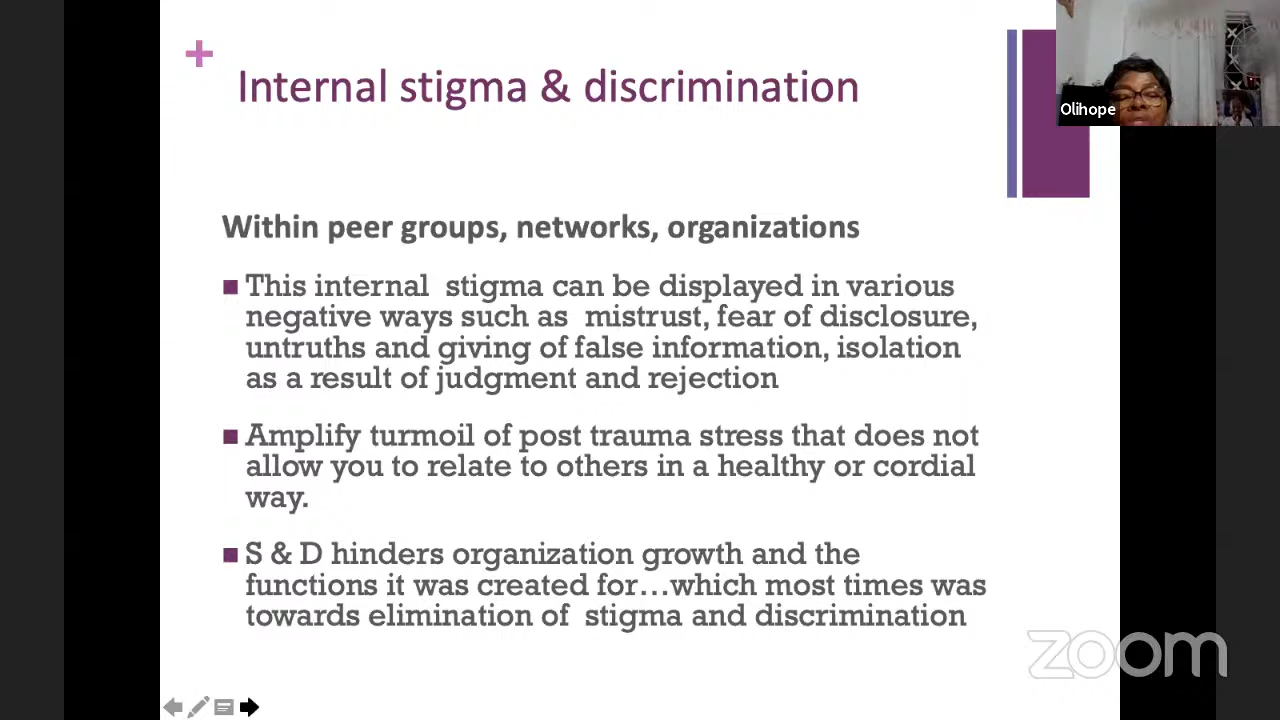 +
Internal stigma & discrimination
Olihope
Within peer groups, networks, organizations
This internal stigma can be displayed in various
negative ways such as mistrust, fear of disclosure,
untruths and giving of false information, isolation
as a result of judgment and rejection
Amplify turmoil of post trauma stress that does not
allow you to relate to others in a healthy or cordial
way.
S & D hinders organization growth and the
functions it was created for...which most times was
towards elimination of stigma and discrimination
zoom